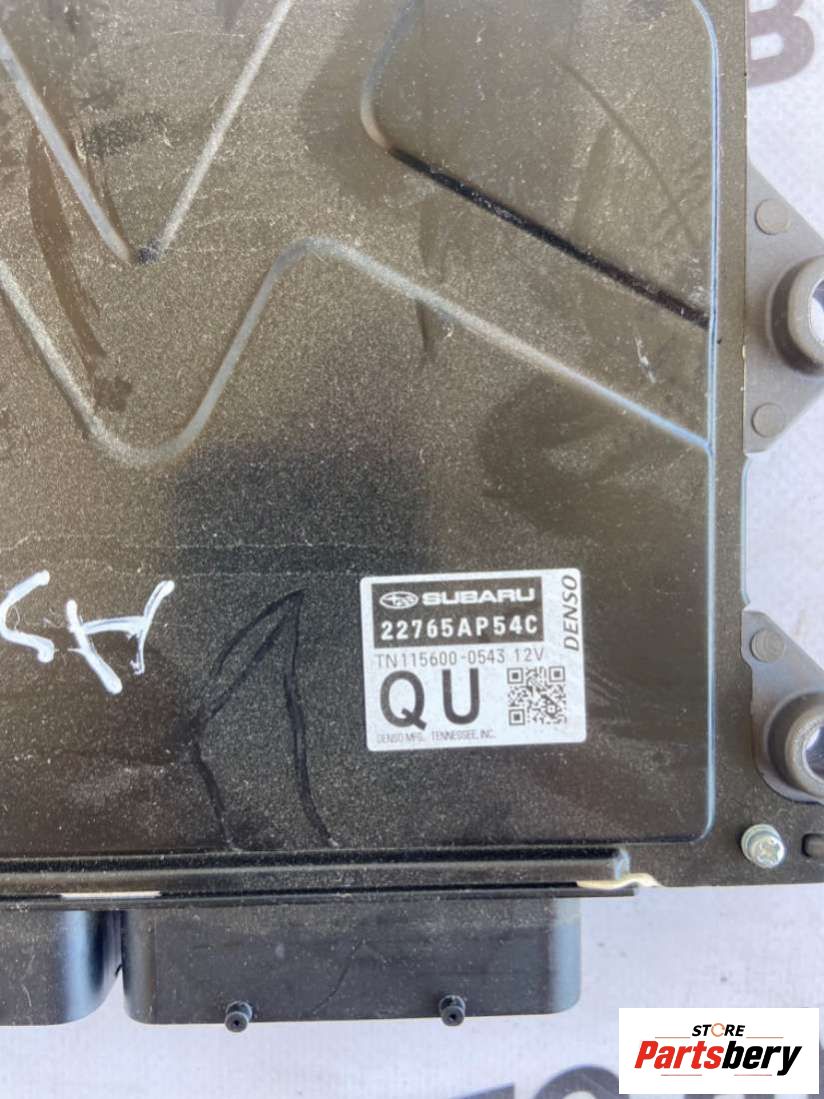 SUBARU
22765AP54C
TN115600-0543 12V
DENSO
QU
DENSO MFG. TENNESSEE, INC.
STORE
Partsbery